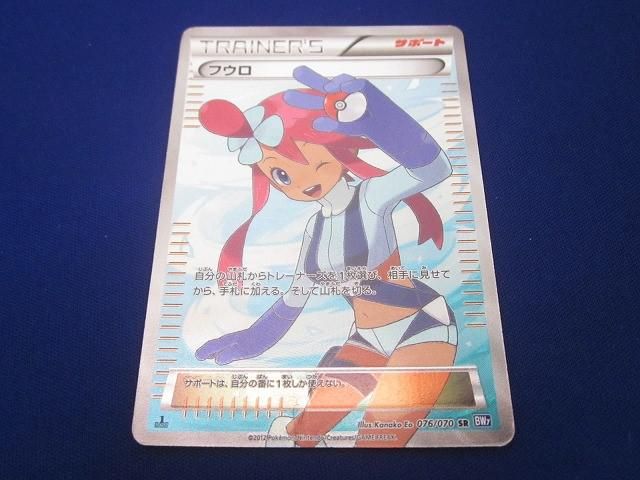 TRAINER'S サポート
フウロ
自分の山札からトレーナーズを1枚選び、相手に見せて
から、手札に加える。そして山札を切る。
サポートは、自分の番に1枚しか使えない。
Illus. Kanako Eo 076/070 SR BW7
©2012 Pokémon/Nintendo/Creatures/GAME FREAK.